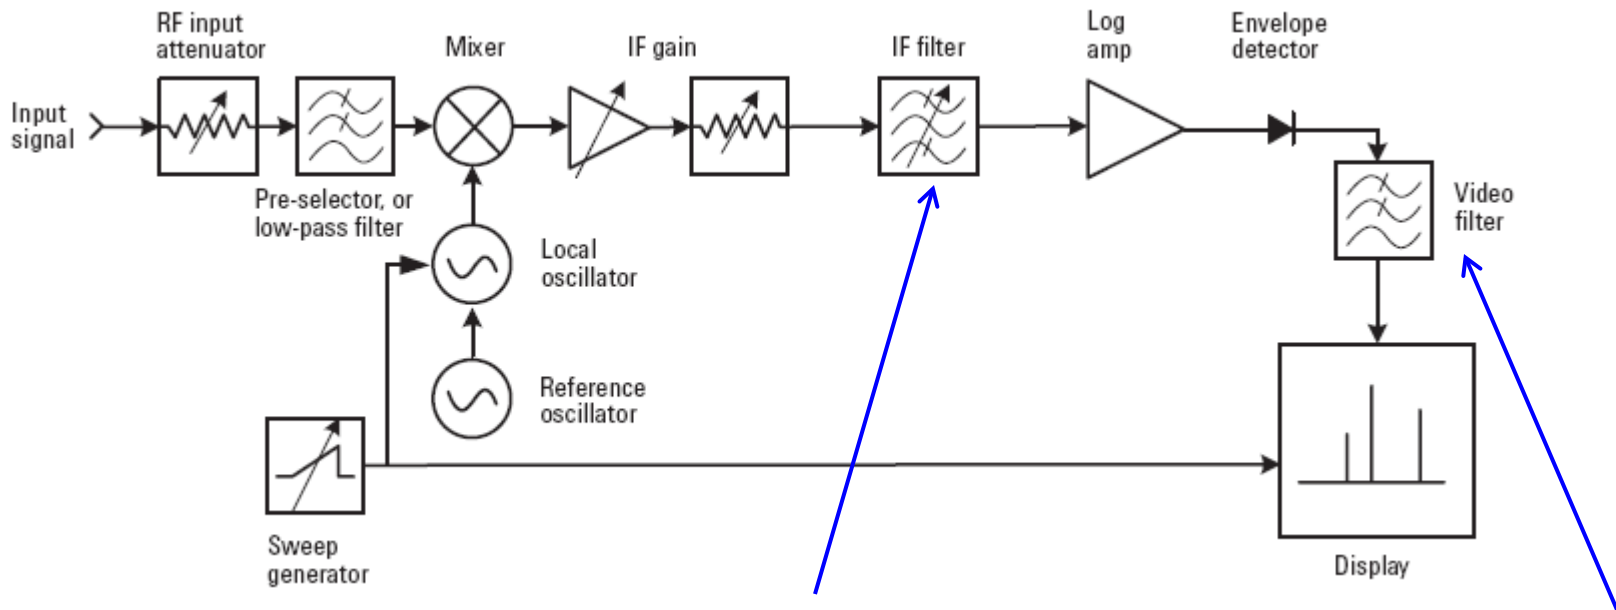 RF input
attenuator
Mixer
IF gain
IF filter
Log
amp
Envelope
detector
Input
signal
Pre-selector, or
low-pass filter
Video
filter
Local
oscillator
Reference
oscillator
Sweep
generator
Display